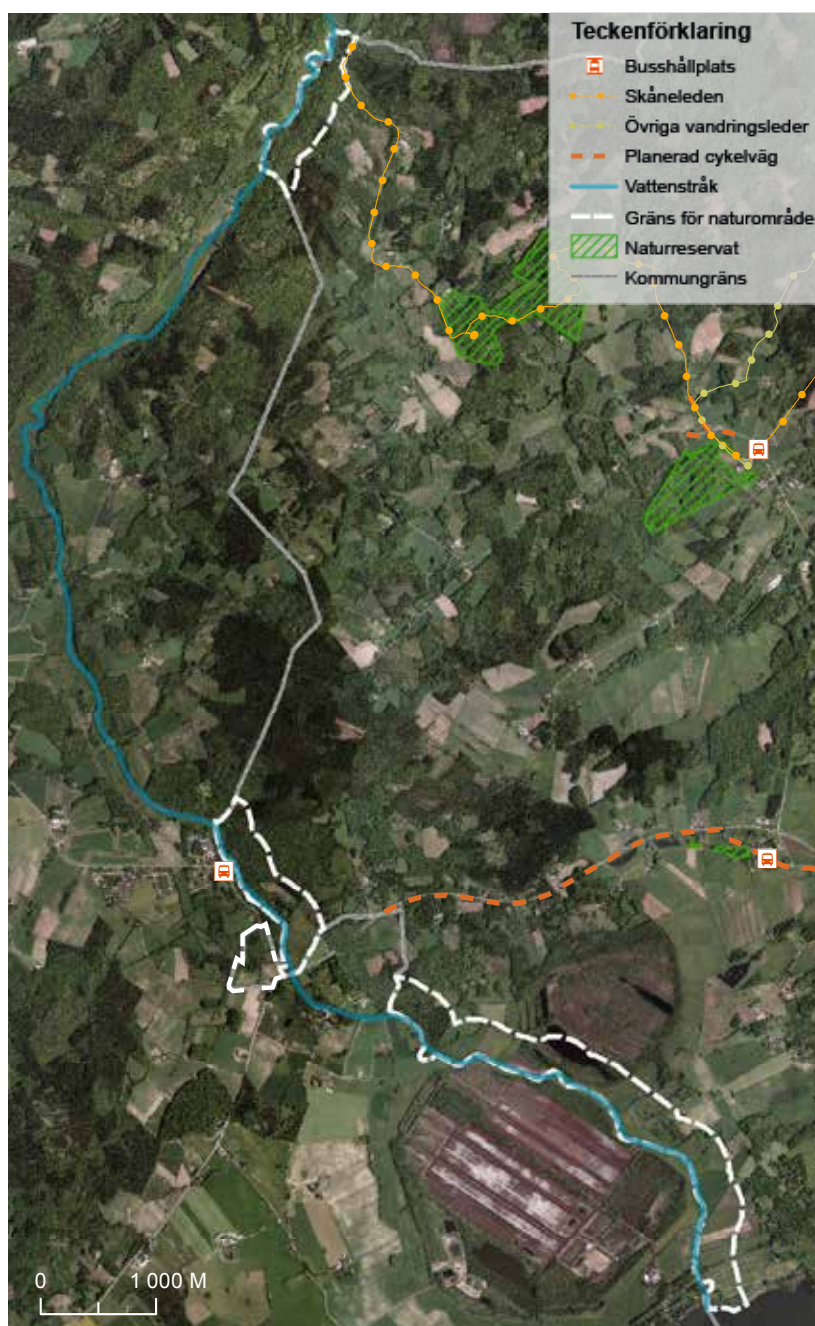 Teckenförklaring
Busshållplats
Skåneleden
Övriga vandringsleder
Planerad cykelväg
Vattenstråk
Gräns för naturområde
Naturreservat
Kommungräns
0 1 000 M